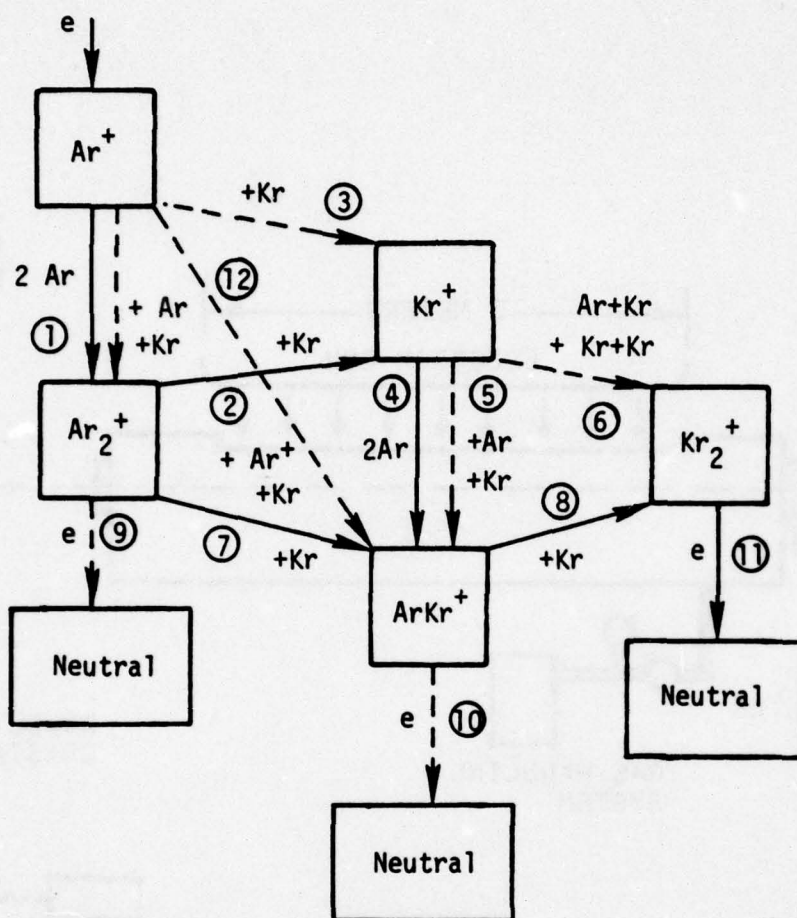 e
Ar⁺
+Kr
③
2 Ar
①
+ Ar
+Kr
⑫
Kr⁺
Ar+Kr
+ Kr+Kr
⑥
Ar₂⁺
+Kr
②
④
2Ar
⑤
+Ar
+Kr
Kr₂⁺
+ Ar⁺
+Kr
⑦
+Kr
⑧
+Kr
e
⑨
e
⑪
ArKr⁺
Neutral
Neutral
e
⑩
Neutral